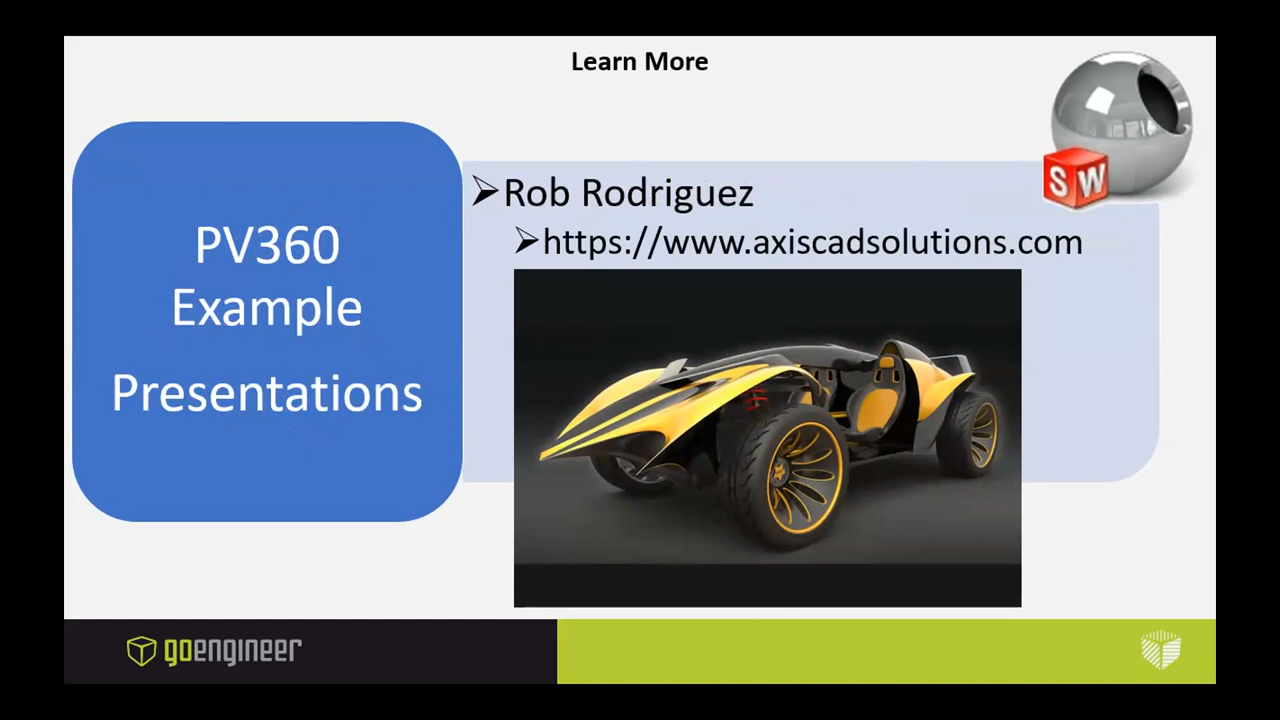 Learn More
PV360
Example
Presentations
➢Rob Rodriguez
➢https://www.axiscadsolutions.com
SW
goengineer